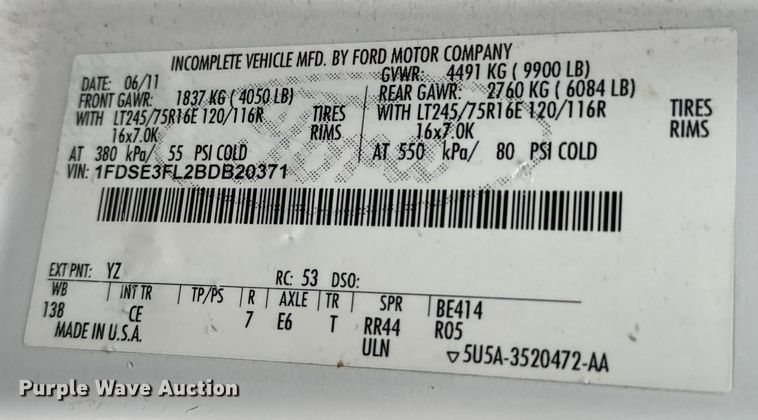 INCOMPLETE VEHICLE MFD. BY FORD MOTOR COMPANY
DATE: 06/11 GVWR: 4491 KG ( 9900 LB)
FRONT GAWR: 1837 KG ( 4050 LB) REAR GAWR: 2760 KG ( 6084 LB)
WITH LT245/75R16E 120/116R TIRES WITH LT245/75R16E 120/116R TIRES
16x7.0K RIMS 16x7.0K RIMS
AT 380 kPa/ 55 PSI COLD AT 550 kPa/ 80 PSI COLD
VIN: 1FDSE3FL2BDB20371
EXT PNT: YZ RC: 53 DSO:
WB INT TR TP/PS R AXLE TR SPR BE414
138 CE 7 E6 T RR44 R05
MADE IN U.S.A. ULN ▽5U5A-3520472-AA
Purple Wave Auction